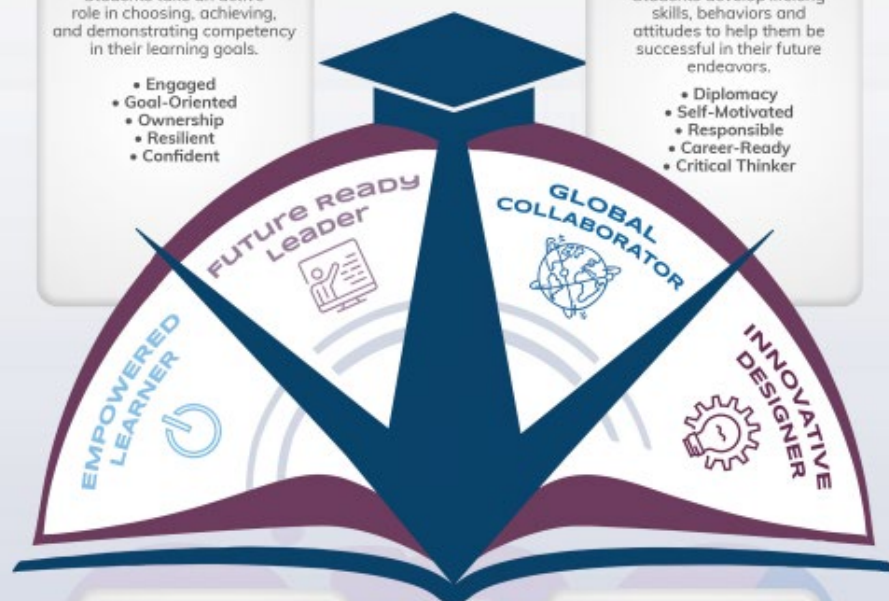 role in choosing, achieving,
and demonstrating competency
in their learning goals.
• Engaged
• Goal-Oriented
• Ownership
• Resilient
• Confident
skills, behaviors and
attitudes to help them be
successful in their future
endeavors.
• Diplomacy
• Self-Motivated
• Responsible
• Career-Ready
• Critical Thinker
EMPOWERED
LEARNER
FUTURE READY
LEADER
GLOBAL
COLLABORATOR
INNOVATIVE
DESIGNER